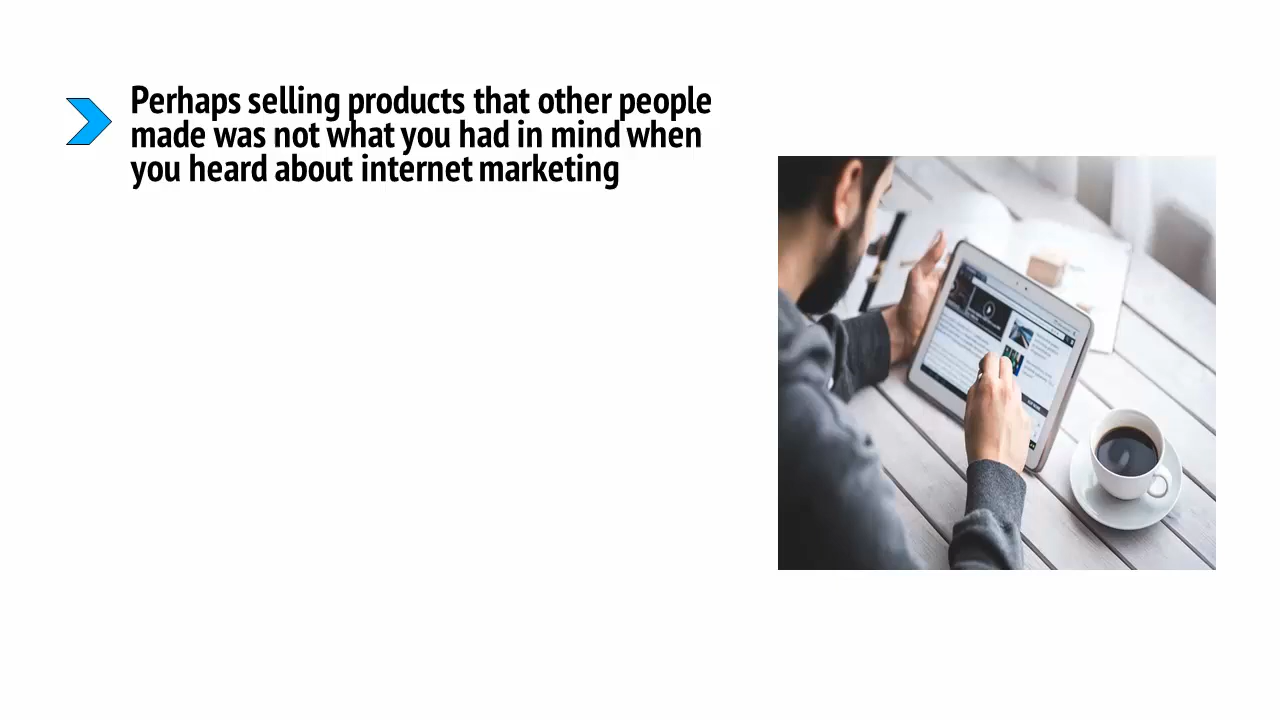 Perhaps selling products that other people
made was not what you had in mind when
you heard about internet marketing